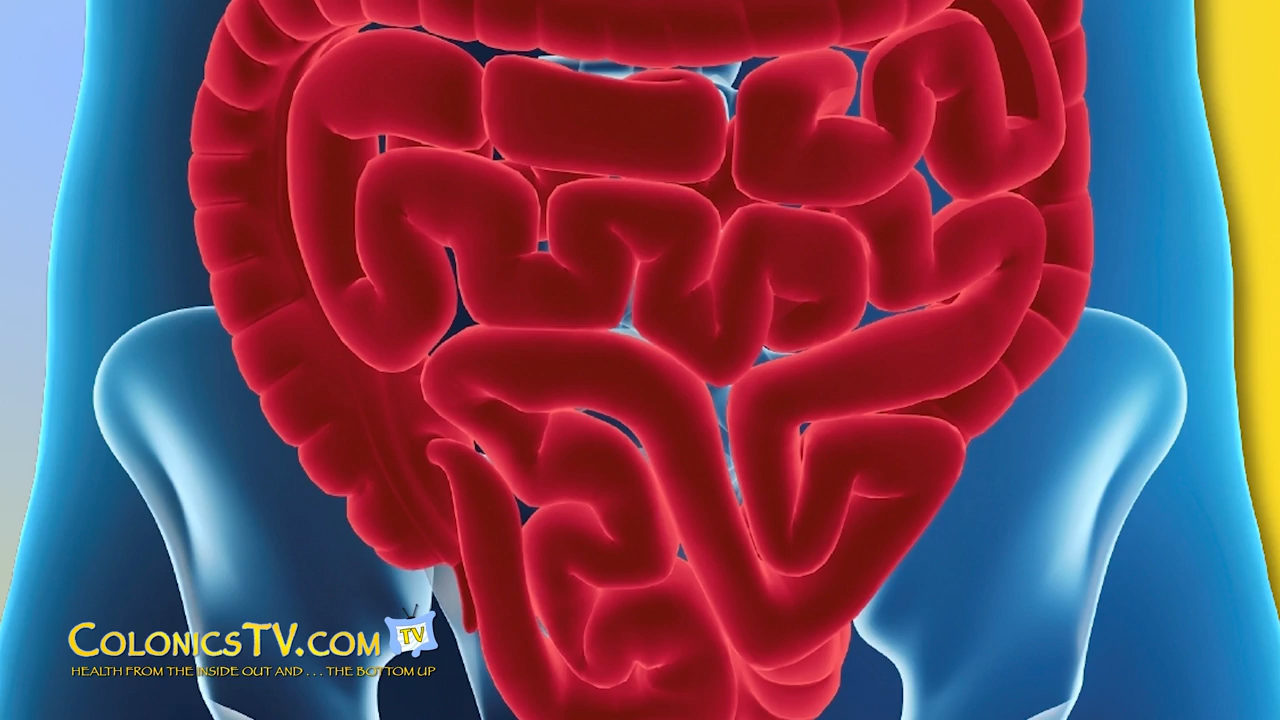 COLONICSTV.COM TV
HEALTH FROM THE INSIDE OUT AND . . . THE BOTTOM UP